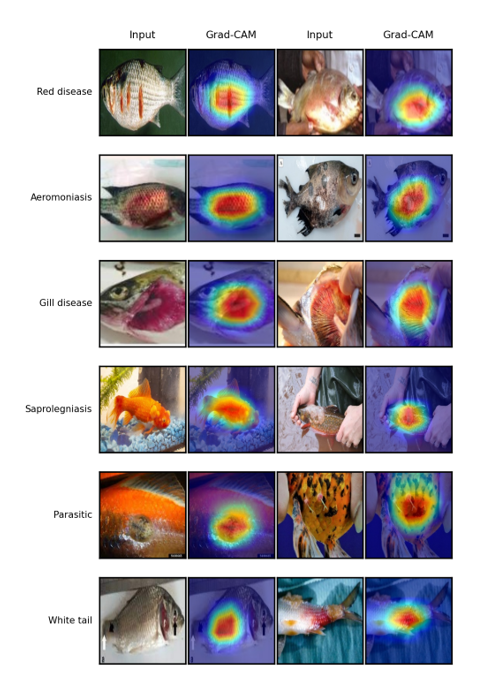 Input Grad-CAM Input Grad-CAM
Red disease
Aeromoniasis
Gill disease
Saprolegniasis
Parasitic
White tail